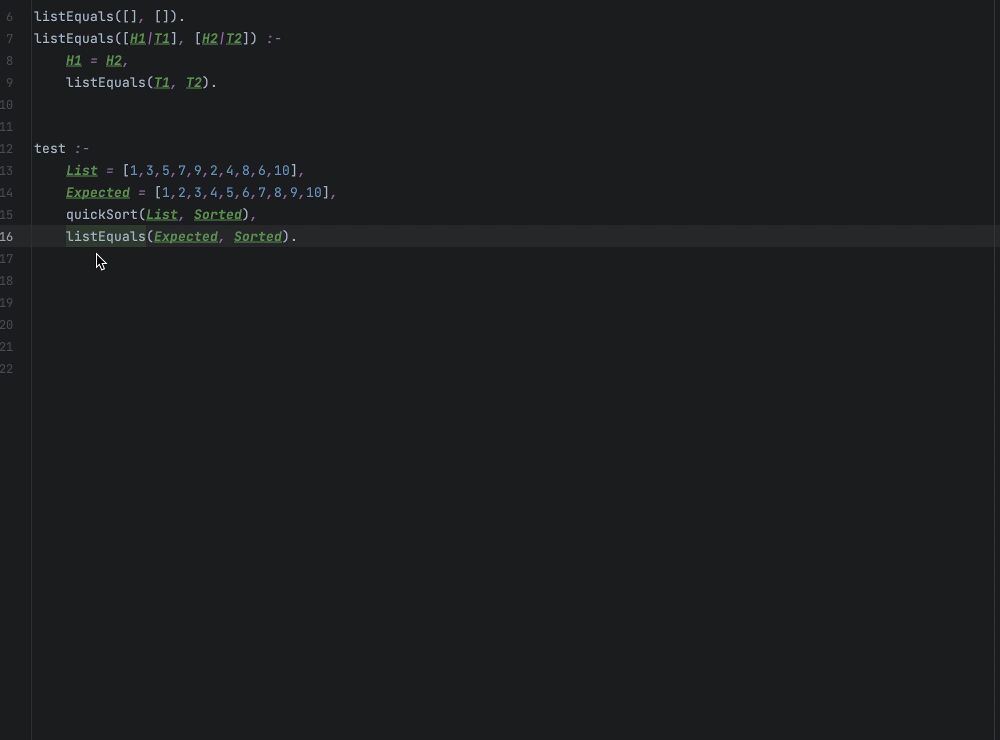 6 listEquals([], []).
7 listEquals([H1|T1], [H2|T2]) :-
8     H1 = H2,
9     listEquals(T1, T2).
10
11
12 test :-
13     List = [1,3,5,7,9,2,4,8,6,10],
14     Expected = [1,2,3,4,5,6,7,8,9,10],
15     quickSort(List, Sorted),
16     listEquals(Expected, Sorted).
17
18
19
20
21
22